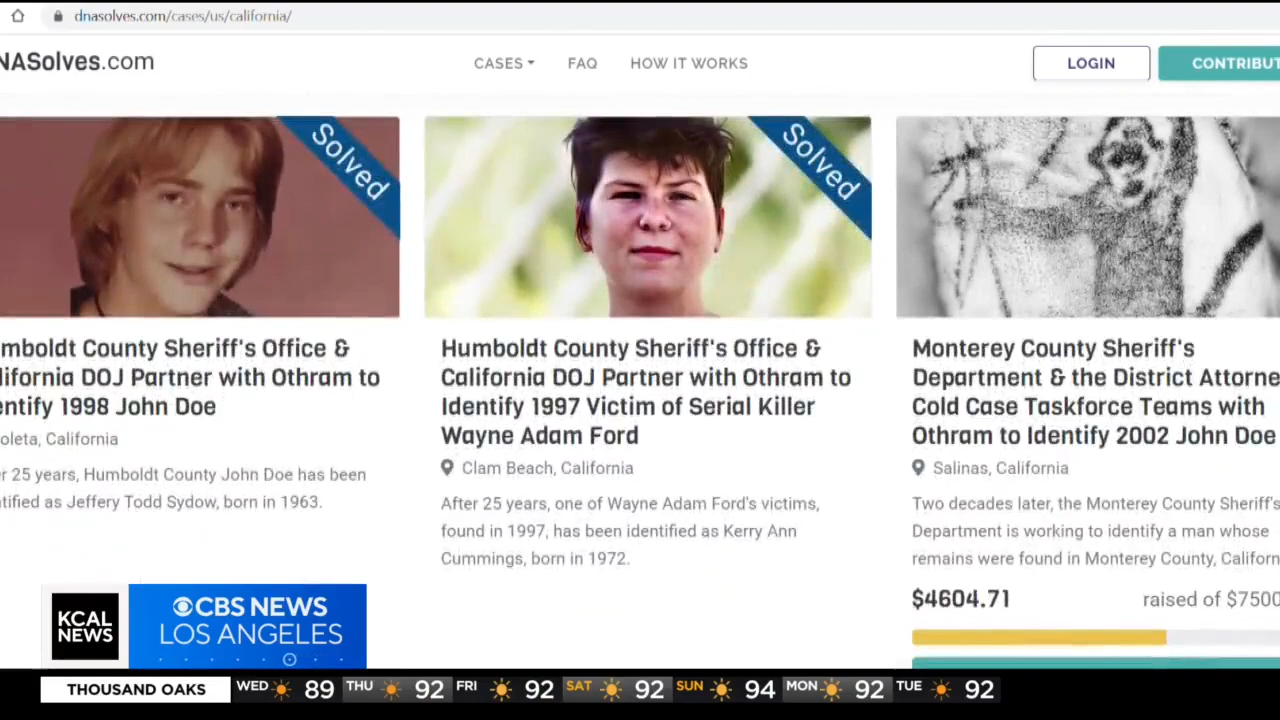 dnasolves.com/cases/us/california/
NASolves.com
CASES
FAQ
HOW IT WORKS
LOGIN
CONTRIBUT
Solved
Solved
mboldt County Sheriff's Office &
lifornia DOJ Partner with Othram to
entify 1998 John Doe
oleta, California
r 25 years, Humboldt County John Doe has been
tified as Jeffery Todd Sydow, born in 1963.
Humboldt County Sheriff's Office &
California DOJ Partner with Othram to
Identify 1997 Victim of Serial Killer
Wayne Adam Ford
Clam Beach, California
After 25 years, one of Wayne Adam Ford's victims,
found in 1997, has been identified as Kerry Ann
Cummings, born in 1972.
Monterey County Sheriff's
Department & the District Attorne
Cold Case Taskforce Teams with
Othram to Identify 2002 John Doe
Salinas, California
Two decades later, the Monterey County Sheriff's
Department is working to identify a man whose
remains were found in Monterey County, Californ
$4604.71
raised of $7500
KCAL
NEWS
CBS NEWS
LOS ANGELES
THOUSAND OAKS WED 89 THU 92 FRI 92 SAT 92 SUN 94 MON 92 TUE 92